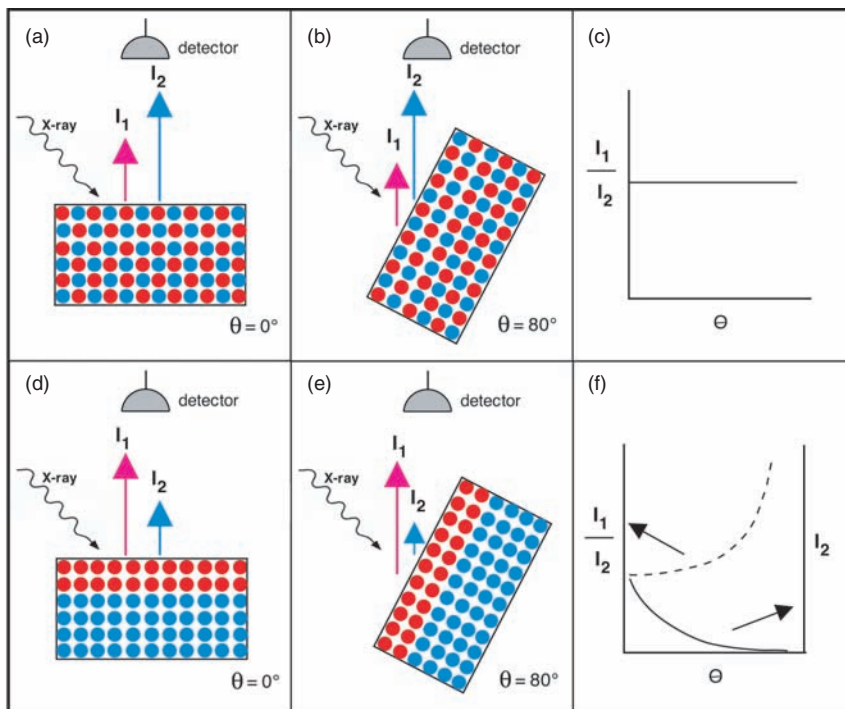 (a)
detector
I2
I1
X-ray
θ = 0°
(b)
detector
I2
I1
X-ray
θ = 80°
(c)
I1
I2
Θ
(d)
detector
I1
I2
X-ray
θ = 0°
(e)
detector
I1
I2
X-ray
θ = 80°
(f)
I1
I2
I2
Θ